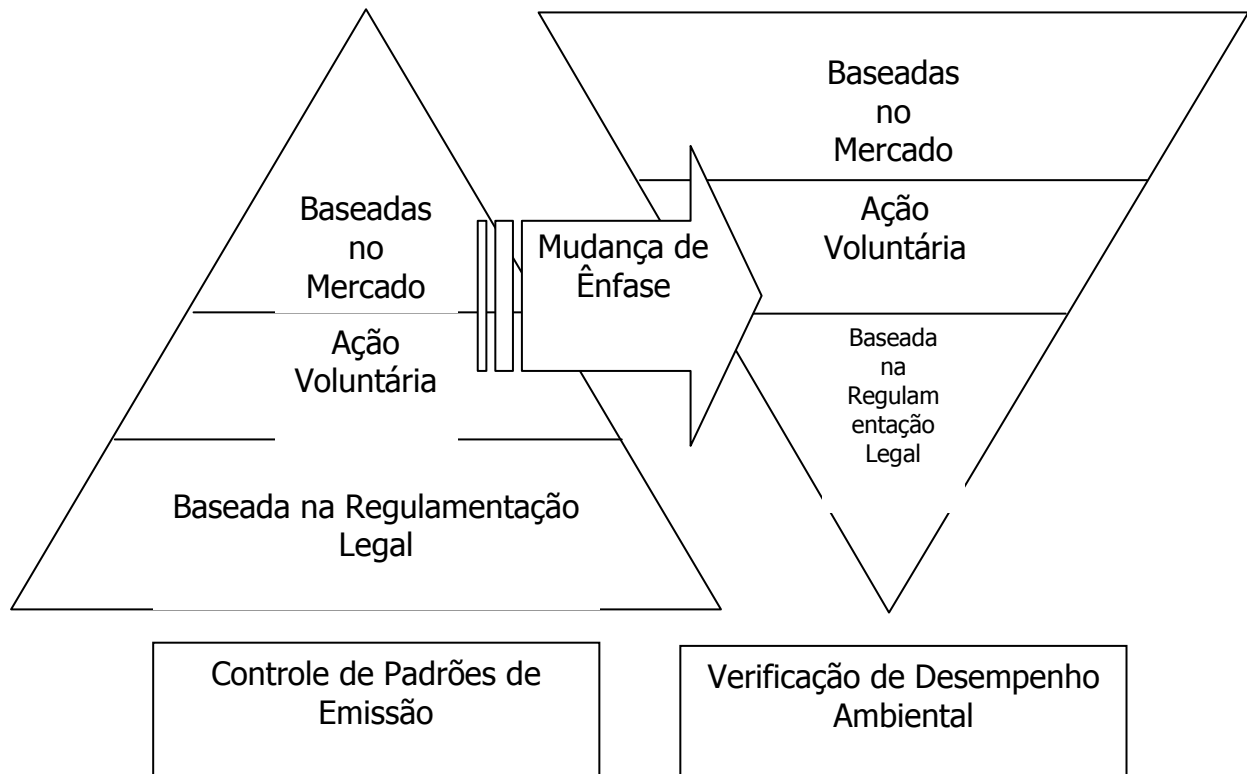 Baseadas
no
Mercado
Ação
Voluntária
Baseada na Regulamentação
Legal
Mudança de
Ênfase
Baseadas
no
Mercado
Ação
Voluntária
Baseada
na
Regulam
entação
Legal
Controle de Padrões de
Emissão
Verificação de Desempenho
Ambiental